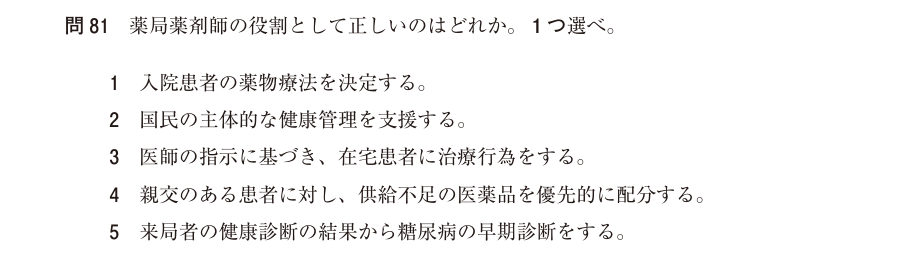 問 81 薬局薬剤師の役割として正しいのはどれか。1つ選べ。
1 入院患者の薬物療法を決定する。
2 国民の主体的な健康管理を支援する。
3 医師の指示に基づき、在宅患者に治療行為をする。
4 親交のある患者に対し、供給不足の医薬品を優先的に配分する。
5 来局者の健康診断の結果から糖尿病の早期診断をする。